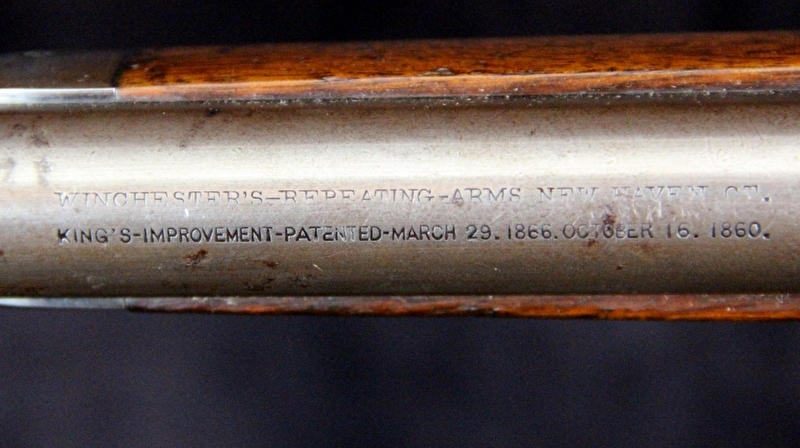 WINCHESTER'S-REPEATING-ARMS NEW HAVEN CT.
KING'S-IMPROVEMENT-PATENTED-MARCH 29. 1866. OCTOBER 16. 1860.